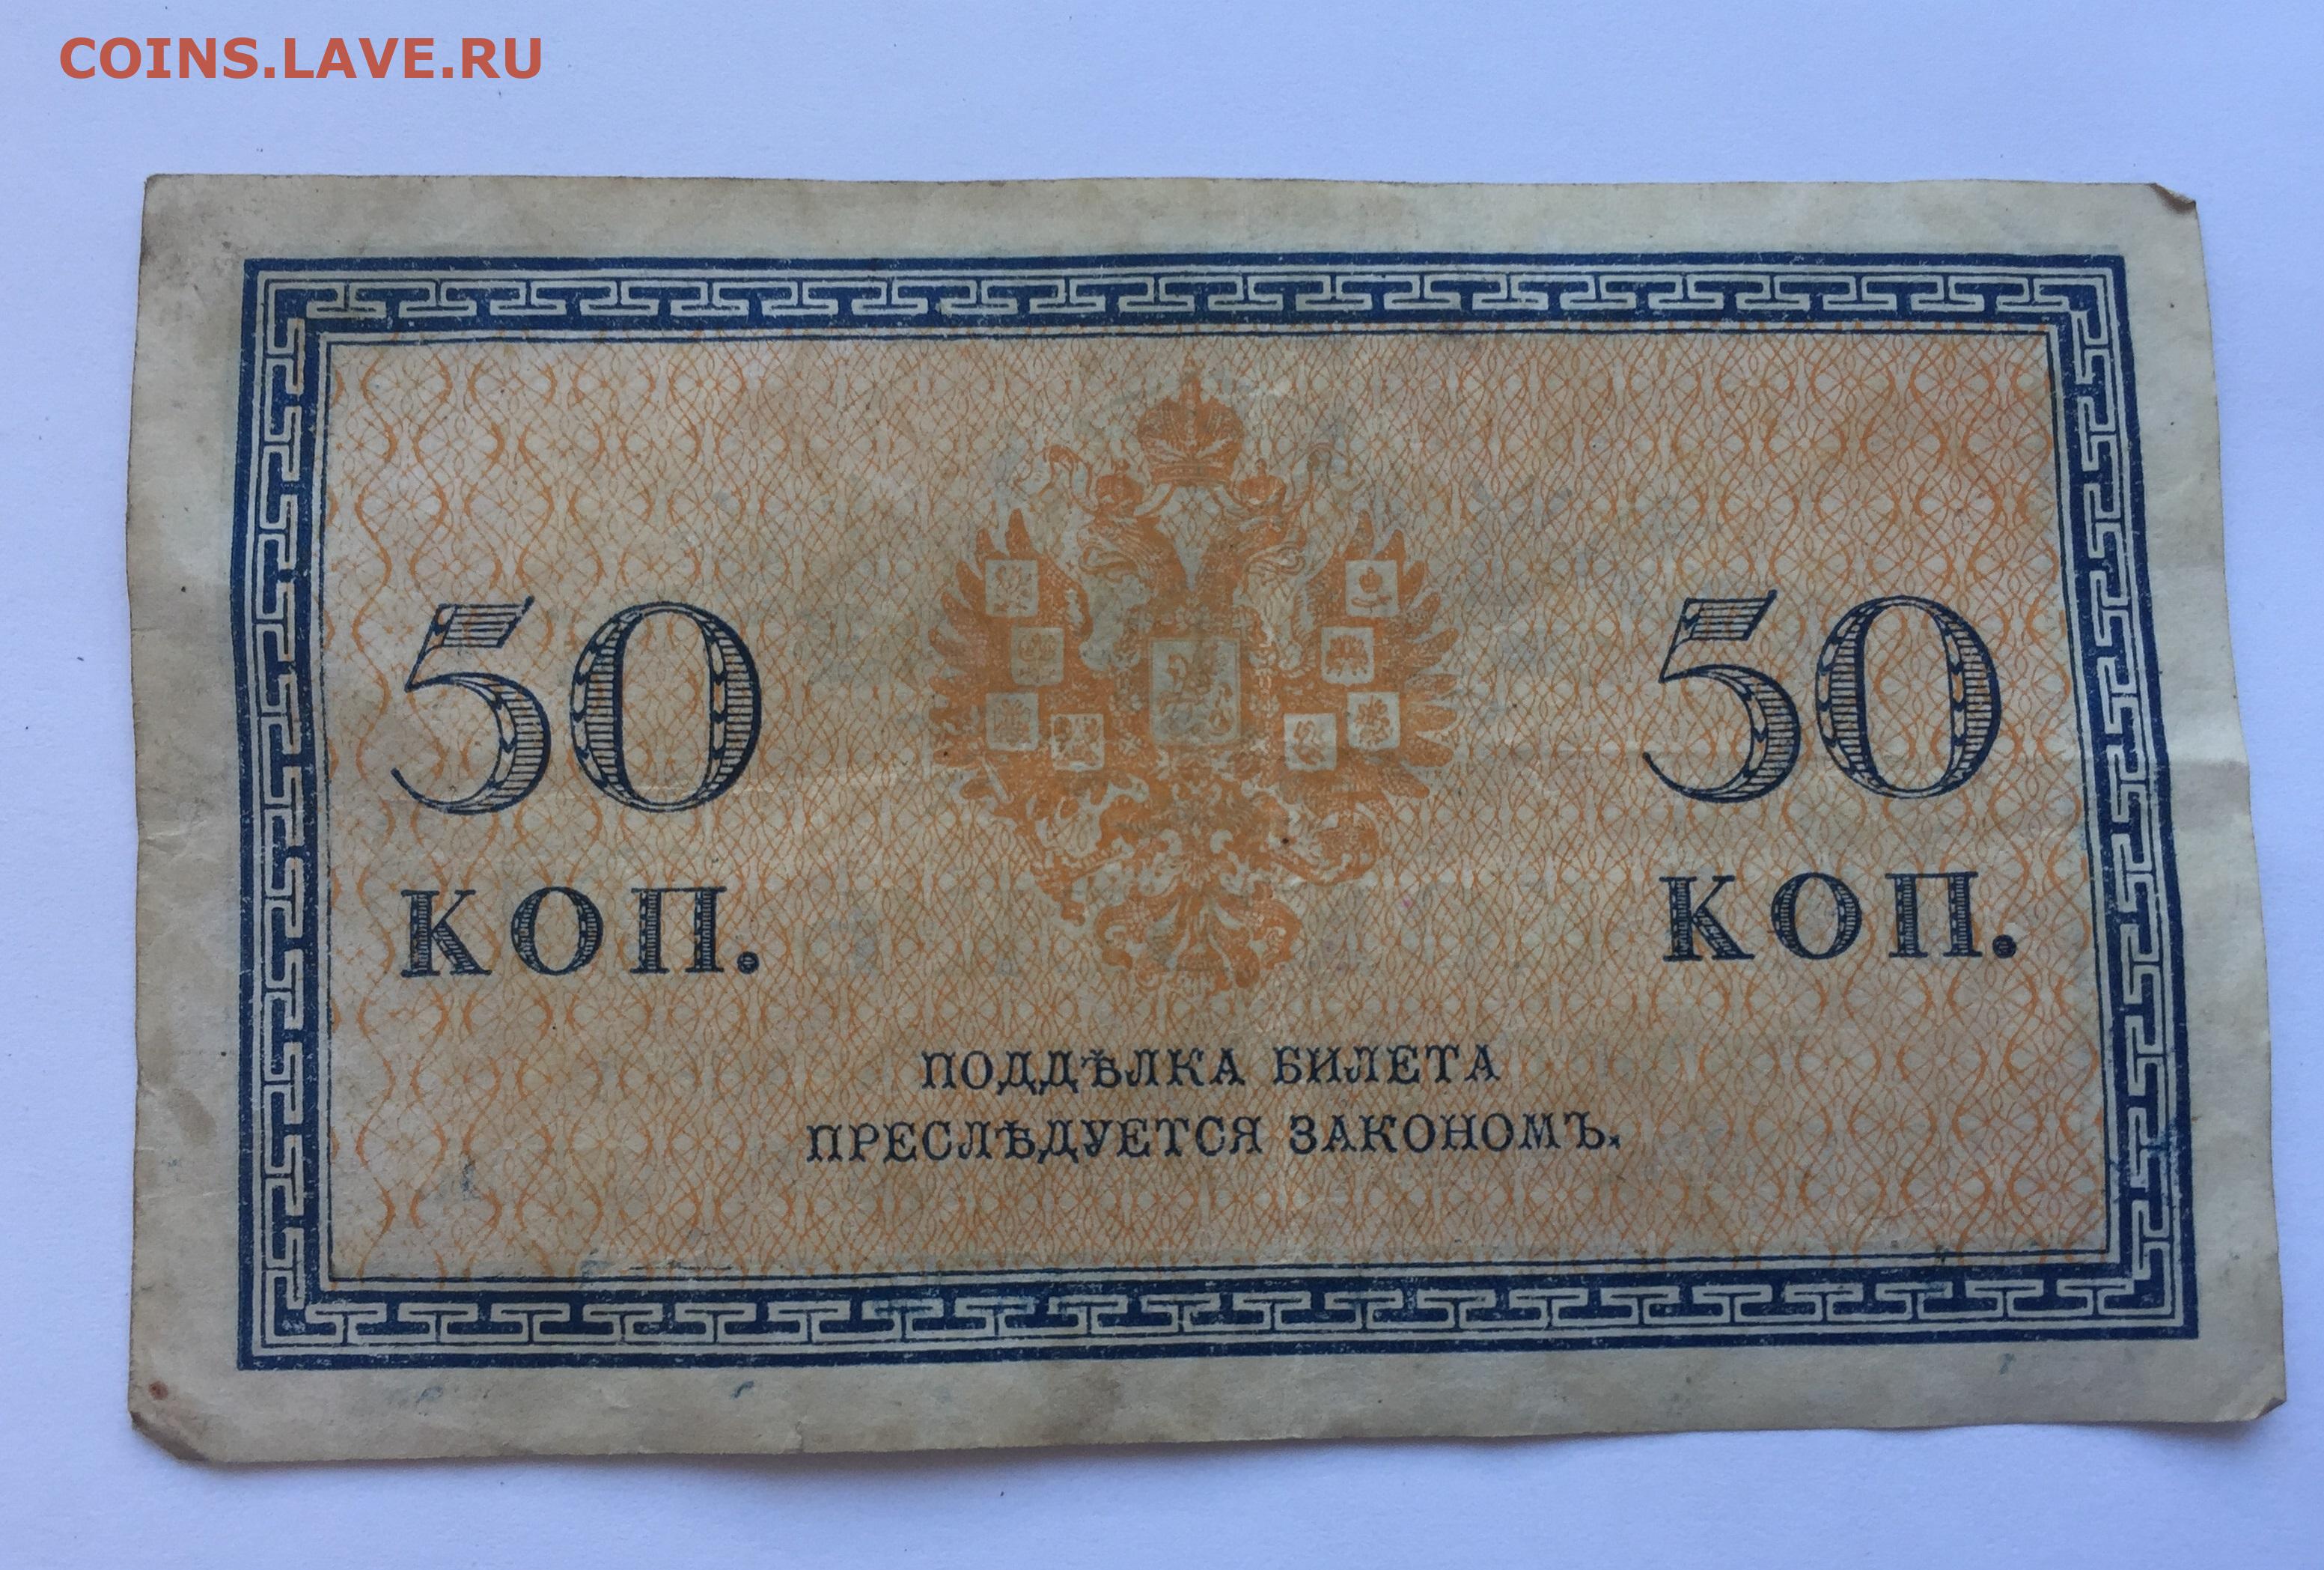 COINS.LAVE.RU
50 50
КОП. КОП.
ПОДДѢЛКА БИЛЕТА
ПРЕСЛѢДУЕТСЯ ЗАКОНОМЪ.